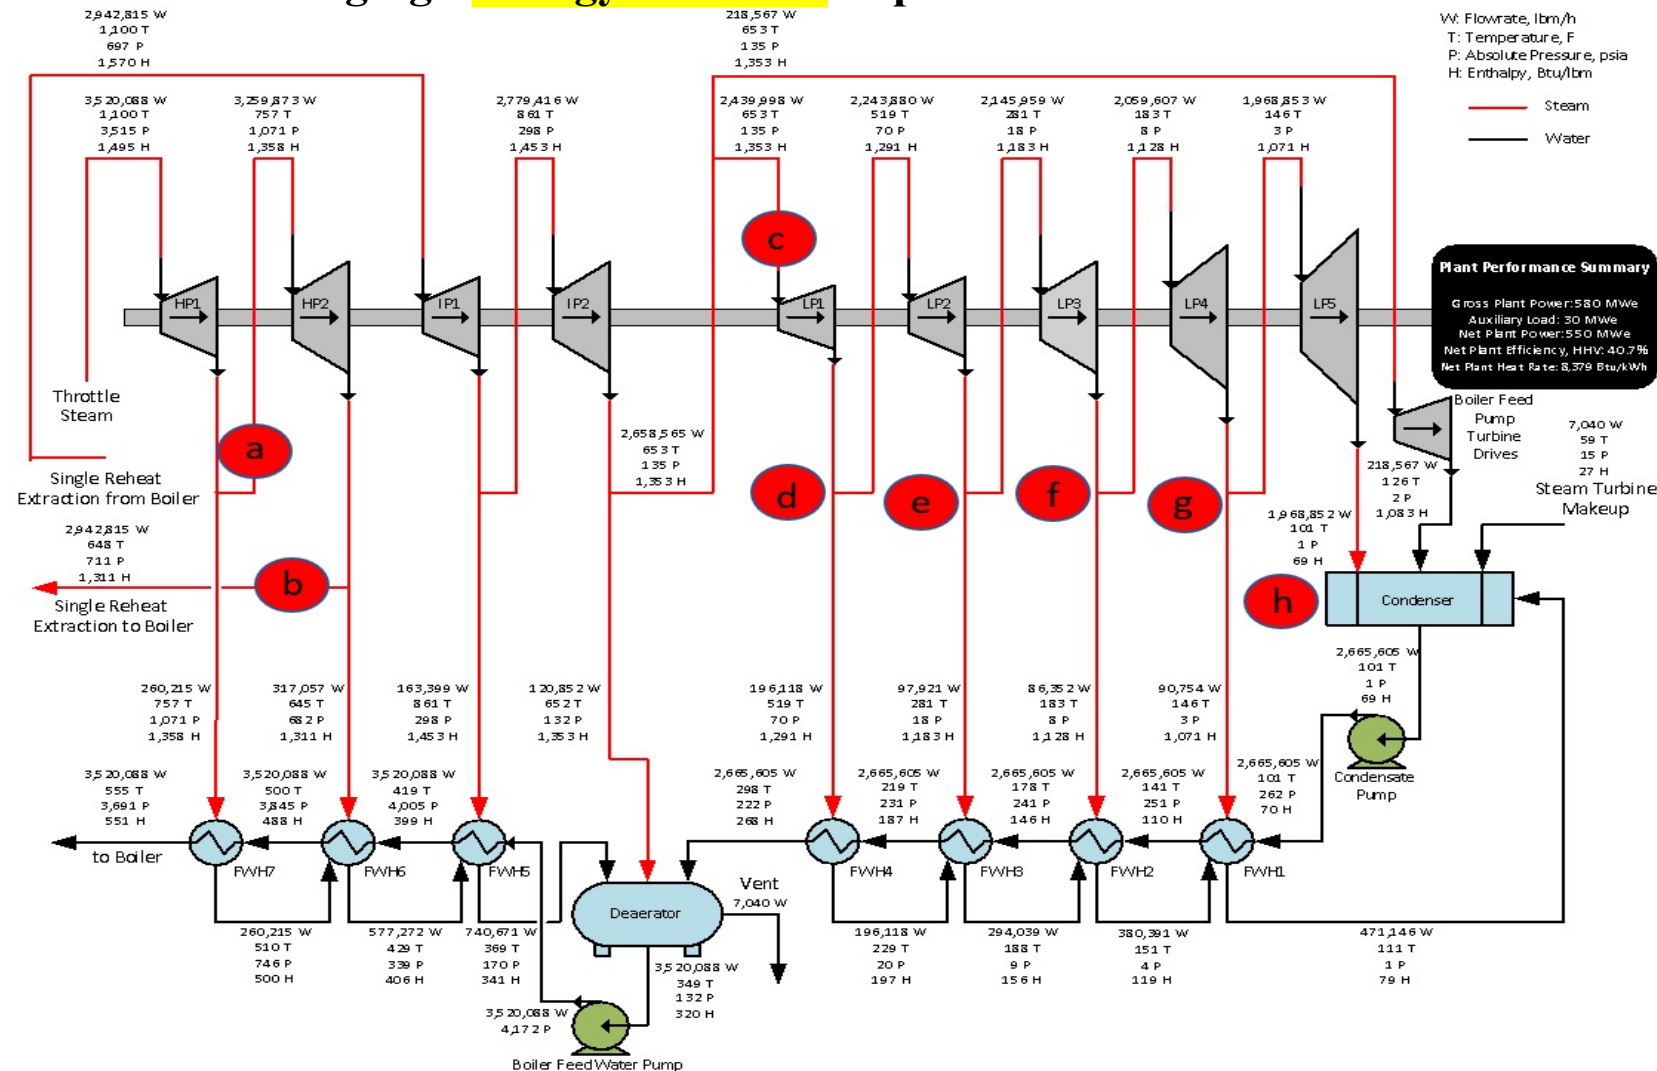 2,942,815 W
1,100 T
697 P
1,570 H
218,567 W
653 T
135 P
1,353 H
W: Flowrate, lbm/h
T: Temperature, F
P: Absolute Pressure, psia
H: Enthalpy, Btu/lbm
Steam
Water
3,520,088 W
1,100 T
3,515 P
1,495 H
3,259,873 W
757 T
1,071 P
1,358 H
2,779,416 W
861 T
298 P
1,453 H
2,439,998 W
653 T
135 P
1,353 H
2,243,880 W
519 T
70 P
1,291 H
2,145,959 W
281 T
18 P
1,183 H
2,059,607 W
183 T
8 P
1,128 H
1,968,853 W
146 T
3 P
1,071 H
c
HP1
HP2
IP1
IP2
LP1
LP2
LP3
LP4
LP5
Plant Performance Summary
Gross Plant Power: 580 MWe
Auxiliary Load: 30 MWe
Net Plant Power: 550 MWe
Net Plant Efficiency, HHV: 40.7%
Net Plant Heat Rate: 8,379 Btu/kWh
Throttle
Steam
a
Single Reheat
Extraction from Boiler
2,658,565 W
653 T
135 P
1,353 H
d
e
f
g
Boiler Feed
Pump
Turbine
Drives
7,040 W
59 T
15 P
27 H
Steam Turbine
Makeup
218,567 W
126 T
2 P
1,083 H
1,968,852 W
101 T
1 P
69 H
2,942,815 W
648 T
711 P
1,311 H
b
Single Reheat
Extraction to Boiler
h
Condenser
2,665,605 W
101 T
1 P
69 H
260,215 W
757 T
1,071 P
1,358 H
317,057 W
645 T
682 P
1,311 H
163,399 W
861 T
298 P
1,453 H
120,852 W
652 T
132 P
1,353 H
196,118 W
519 T
70 P
1,291 H
97,921 W
281 T
18 P
1,183 H
86,352 W
183 T
8 P
1,128 H
90,754 W
146 T
3 P
1,071 H
Condensate
Pump
3,520,088 W
555 T
3,691 P
551 H
3,520,088 W
500 T
3,845 P
488 H
3,520,088 W
419 T
4,005 P
399 H
2,665,605 W
298 T
222 P
268 H
2,665,605 W
219 T
231 P
187 H
2,665,605 W
178 T
241 P
146 H
2,665,605 W
141 T
251 P
110 H
2,665,605 W
101 T
262 P
70 H
to Boiler
FWH7
FWH6
FWH5
FWH4
FWH3
FWH2
FWH1
Deaerator
Vent
7,040 W
260,215 W
510 T
746 P
500 H
577,272 W
429 T
339 P
406 H
740,671 W
369 T
170 P
341 H
3,520,088 W
349 T
132 P
320 H
196,118 W
229 T
20 P
197 H
294,039 W
188 T
9 P
156 H
380,391 W
151 T
4 P
119 H
471,146 W
111 T
1 P
79 H
3,520,088 W
4,172 P
Boiler Feed Water Pump